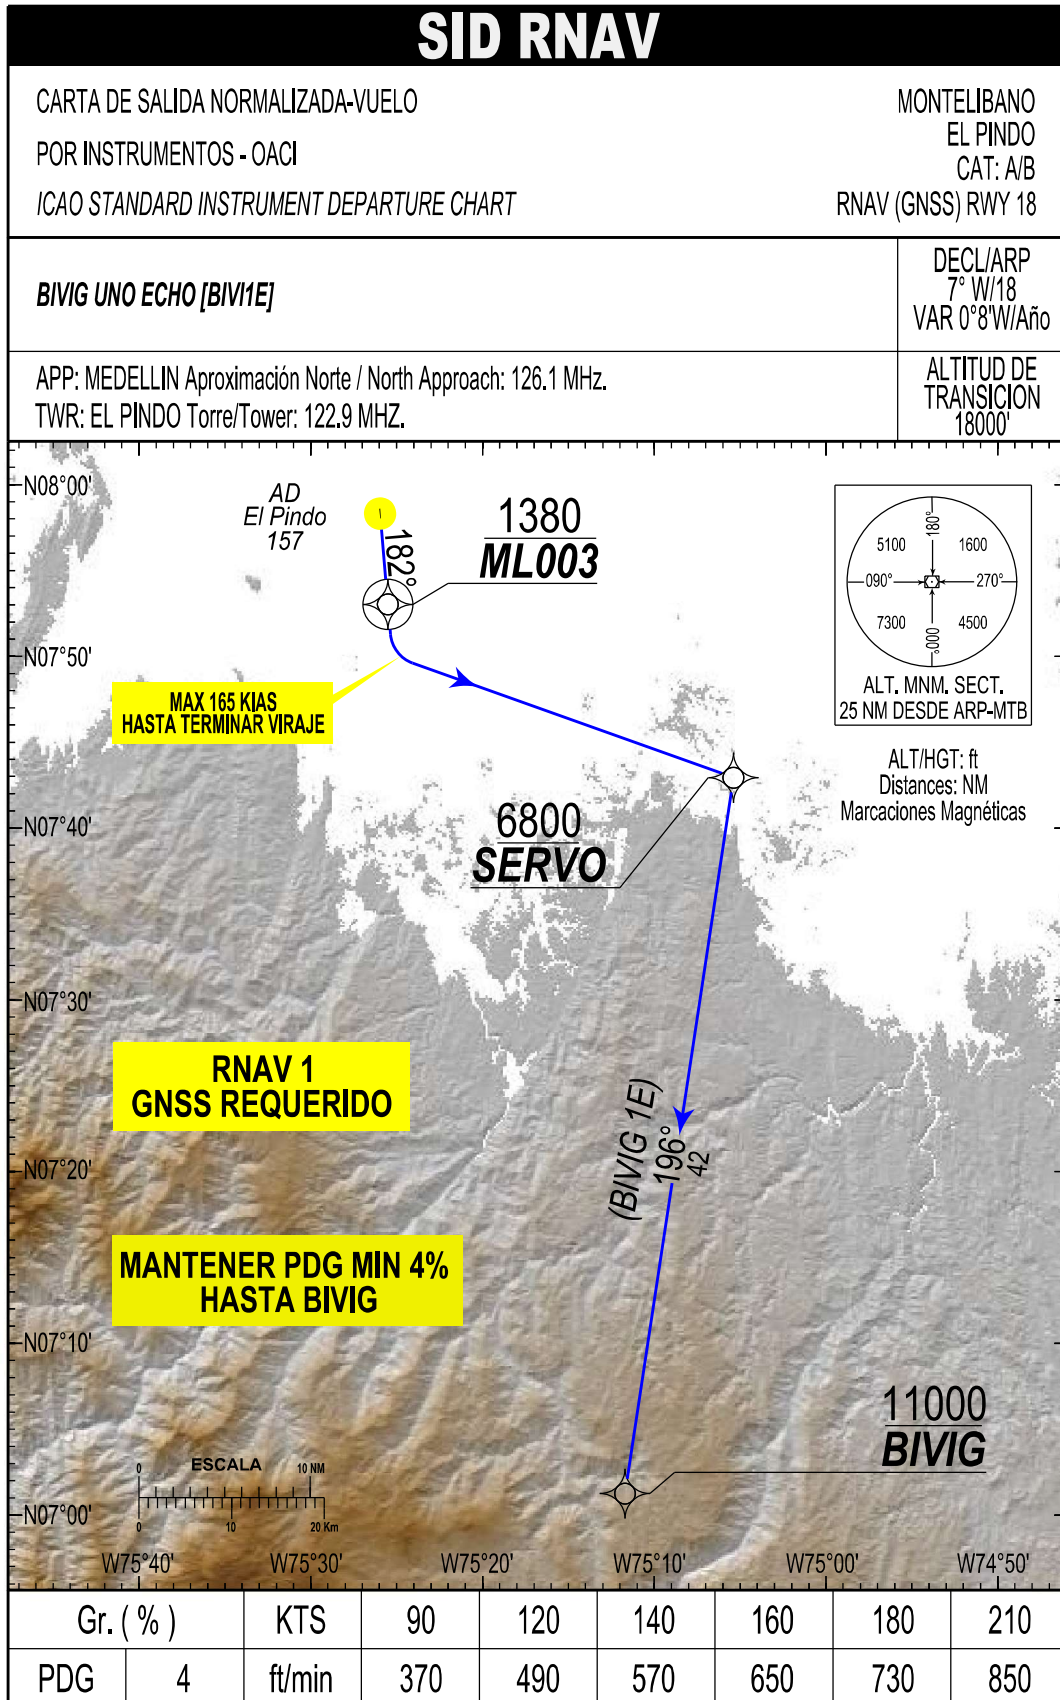 SID RNAV
CARTA DE SALIDA NORMALIZADA-VUELO
POR INSTRUMENTOS - OACI
ICAO STANDARD INSTRUMENT DEPARTURE CHART
MONTELIBANO
EL PINDO
CAT: A/B
RNAV (GNSS) RWY 18
BIVIG UNO ECHO [BIVI1E]
DECL/ARP
7° W/18
VAR 0°8'W/Año
APP: MEDELLIN Aproximación Norte / North Approach: 126.1 MHz.
TWR: EL PINDO Torre/Tower: 122.9 MHZ.
ALTITUD DE
TRANSICION
18000'
N08°00'
AD
El Pindo
157
182°
1380
ML003
180°
5100
1600
090°
270°
7300
4500
000°
ALT. MNM. SECT.
25 NM DESDE ARP-MTB
N07°50'
MAX 165 KIAS
HASTA TERMINAR VIRAJE
ALT/HGT: ft
Distances: NM
Marcaciones Magnéticas
N07°40'
6800
SERVO
N07°30'
RNAV 1
GNSS REQUERIDO
(BIVIG 1E)
196°
42
N07°20'
MANTENER PDG MIN 4%
HASTA BIVIG
N07°10'
11000
BIVIG
ESCALA
0
10 NM
0
10
20 Km
N07°00'
W75°40'
W75°30'
W75°20'
W75°10'
W75°00'
W74°50'
Gr. ( % ) KTS 90 120 140 160 180 210
PDG 4 ft/min 370 490 570 650 730 850